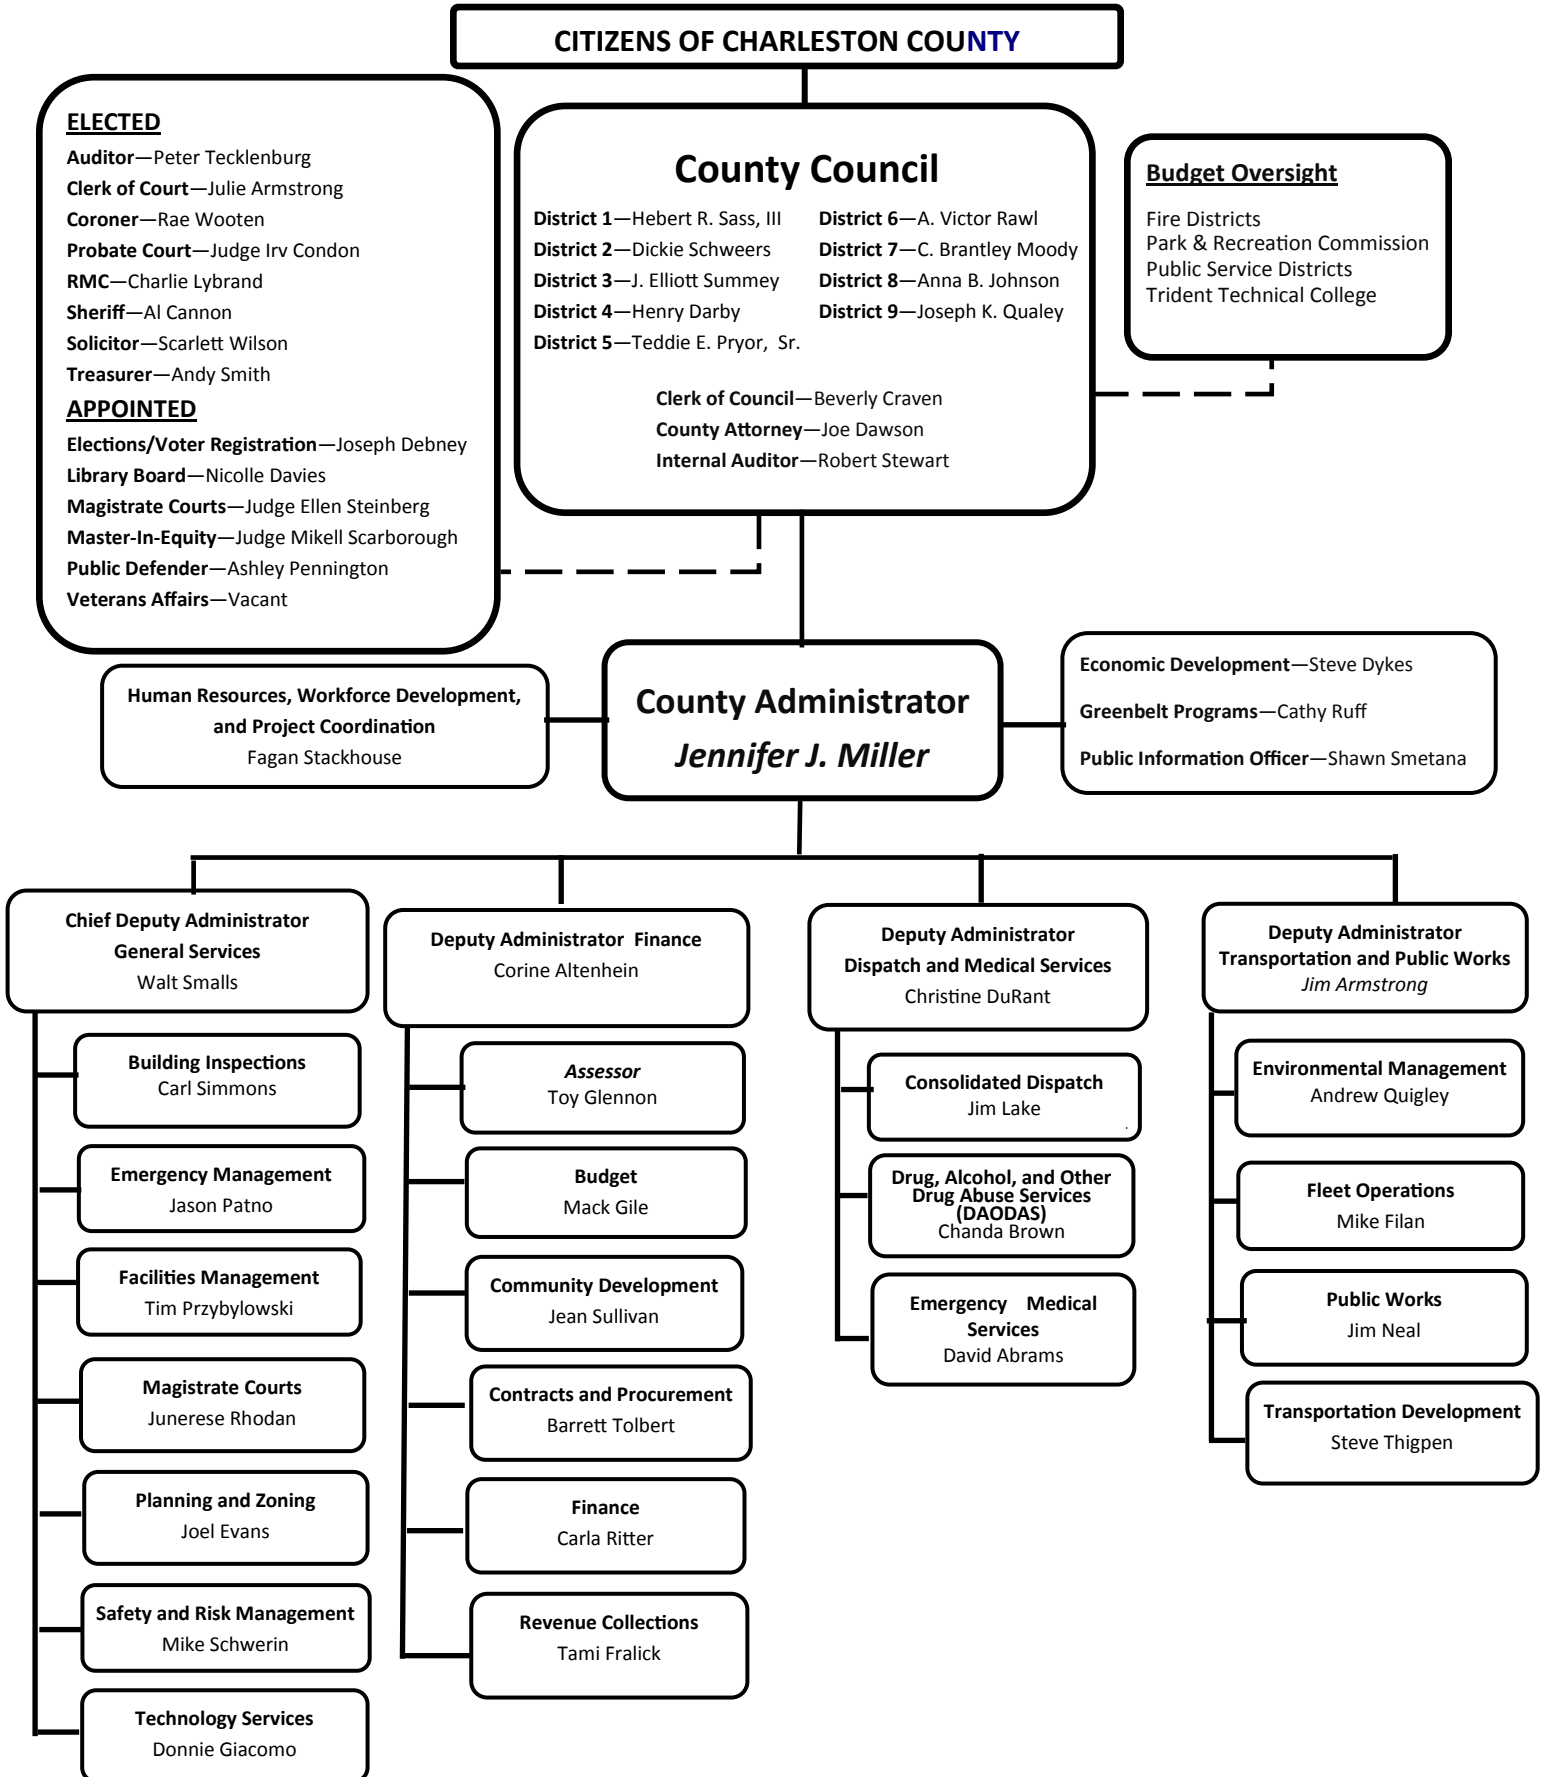 CITIZENS OF CHARLESTON COUNTY
ELECTED
Auditor—Peter Tecklenburg
Clerk of Court—Julie Armstrong
Coroner—Rae Wooten
Probate Court—Judge Irv Condon
RMC—Charlie Lybrand
Sheriff—Al Cannon
Solicitor—Scarlett Wilson
Treasurer—Andy Smith
APPOINTED
Elections/Voter Registration—Joseph Debney
Library Board—Nicolle Davies
Magistrate Courts—Judge Ellen Steinberg
Master-In-Equity—Judge Mikell Scarborough
Public Defender—Ashley Pennington
Veterans Affairs—Vacant
County Council
District 1—Hebert R. Sass, III
District 2—Dickie Schweers
District 3—J. Elliott Summey
District 4—Henry Darby
District 5—Teddie E. Pryor, Sr.
District 6—A. Victor Rawl
District 7—C. Brantley Moody
District 8—Anna B. Johnson
District 9—Joseph K. Qualey
Clerk of Council—Beverly Craven
County Attorney—Joe Dawson
Internal Auditor—Robert Stewart
Budget Oversight
Fire Districts
Park & Recreation Commission
Public Service Districts
Trident Technical College
Human Resources, Workforce Development,
and Project Coordination
Fagan Stackhouse
County Administrator
Jennifer J. Miller
Economic Development—Steve Dykes
Greenbelt Programs—Cathy Ruff
Public Information Officer—Shawn Smetana
Chief Deputy Administrator
General Services
Walt Smalls
Building Inspections
Carl Simmons
Emergency Management
Jason Patno
Facilities Management
Tim Przybylowski
Magistrate Courts
Junerese Rhodan
Planning and Zoning
Joel Evans
Safety and Risk Management
Mike Schwerin
Technology Services
Donnie Giacomo
Deputy Administrator Finance
Corine Altenhein
Assessor
Toy Glennon
Budget
Mack Gile
Community Development
Jean Sullivan
Contracts and Procurement
Barrett Tolbert
Finance
Carla Ritter
Revenue Collections
Tami Fralick
Deputy Administrator
Dispatch and Medical Services
Christine DuRant
Consolidated Dispatch
Jim Lake
.
Drug, Alcohol, and Other
Drug Abuse Services
(DAODAS)
Chanda Brown
Emergency Medical
Services
David Abrams
Deputy Administrator
Transportation and Public Works
Jim Armstrong
Environmental Management
Andrew Quigley
Fleet Operations
Mike Filan
Public Works
Jim Neal
Transportation Development
Steve Thigpen